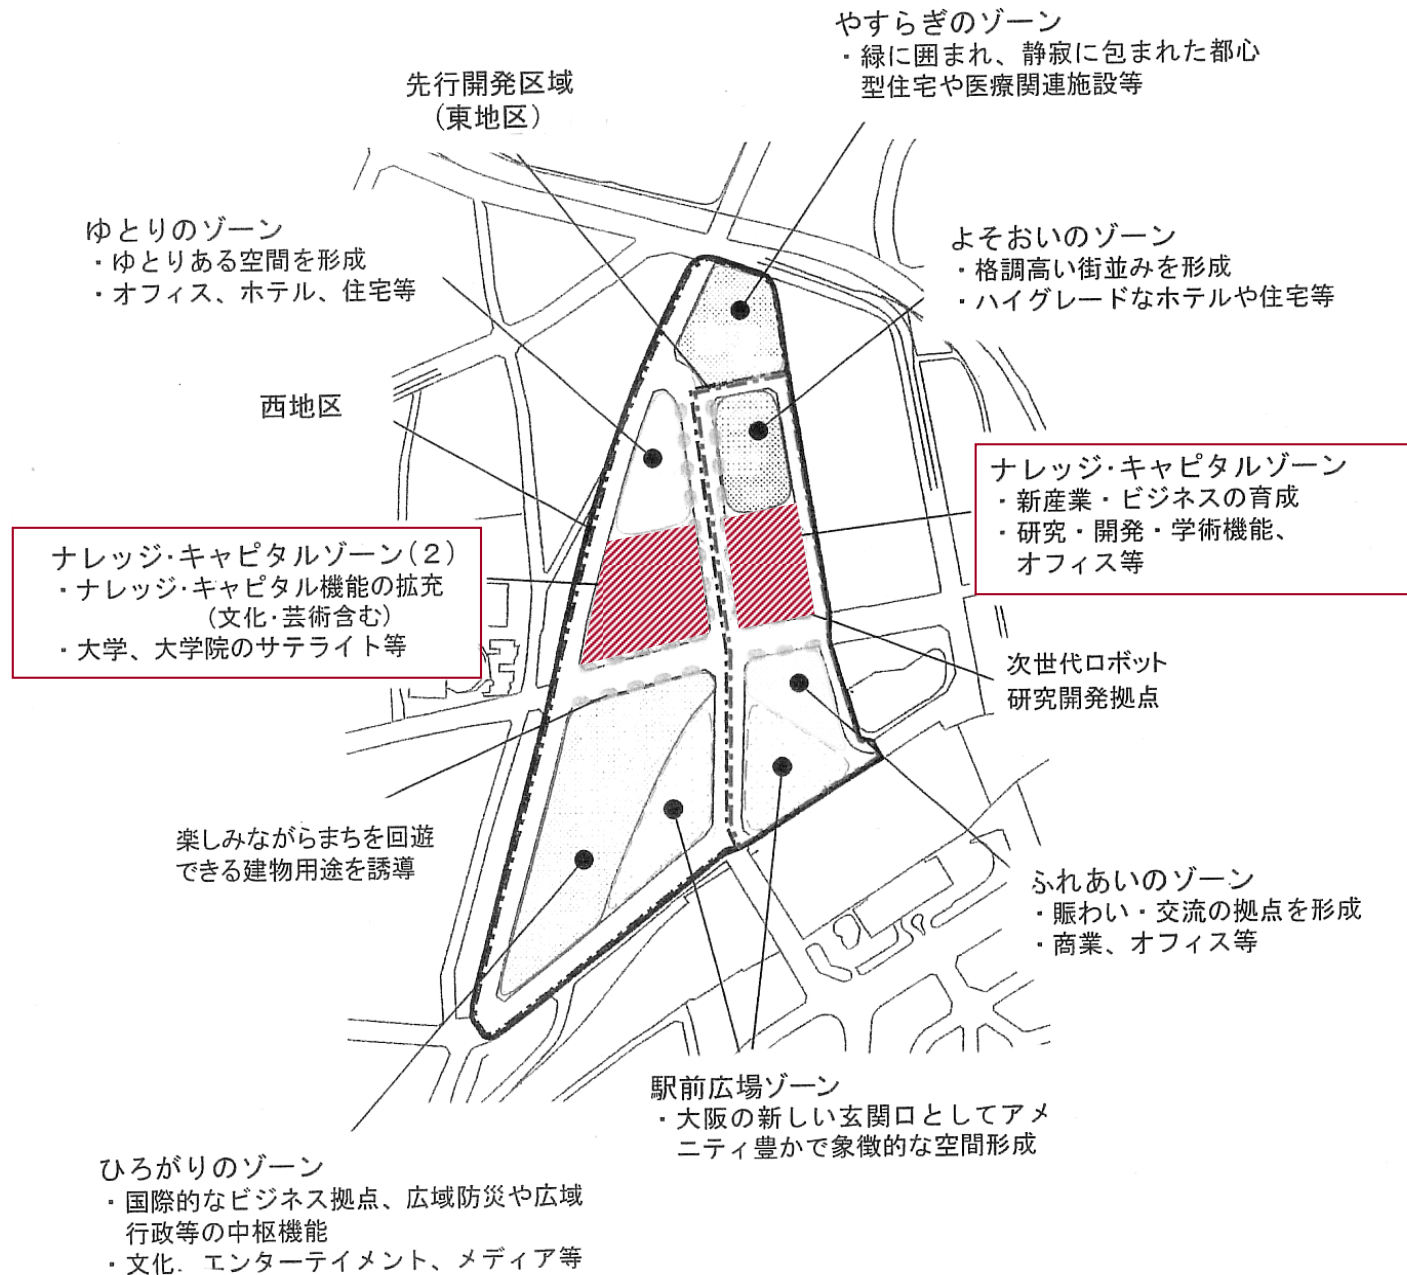 やすらぎのゾーン
・緑に囲まれ、静寂に包まれた都心
型住宅や医療関連施設等
先行開発区域
(東地区)
ゆとりのゾーン
・ゆとりある空間を形成
・オフィス、ホテル、住宅等
よそおいのゾーン
・格調高い街並みを形成
・ハイグレードなホテルや住宅等
西地区
ナレッジ・キャピタルゾーン
・新産業・ビジネスの育成
・研究・開発・学術機能、
オフィス等
ナレッジ・キャピタルゾーン(2)
・ナレッジ・キャピタル機能の拡充
(文化・芸術含む)
・大学、大学院のサテライト等
次世代ロボット
研究開発拠点
楽しみながらまちを回遊
できる建物用途を誘導
ふれあいのゾーン
・賑わい・交流の拠点を形成
・商業、オフィス等
駅前広場ゾーン
・大阪の新しい玄関口としてアメ
ニティ豊かで象徴的な空間形成
ひろがりのゾーン
・国際的なビジネス拠点、広域防災や広域
行政等の中枢機能
・文化、エンターテイメント、メディア等